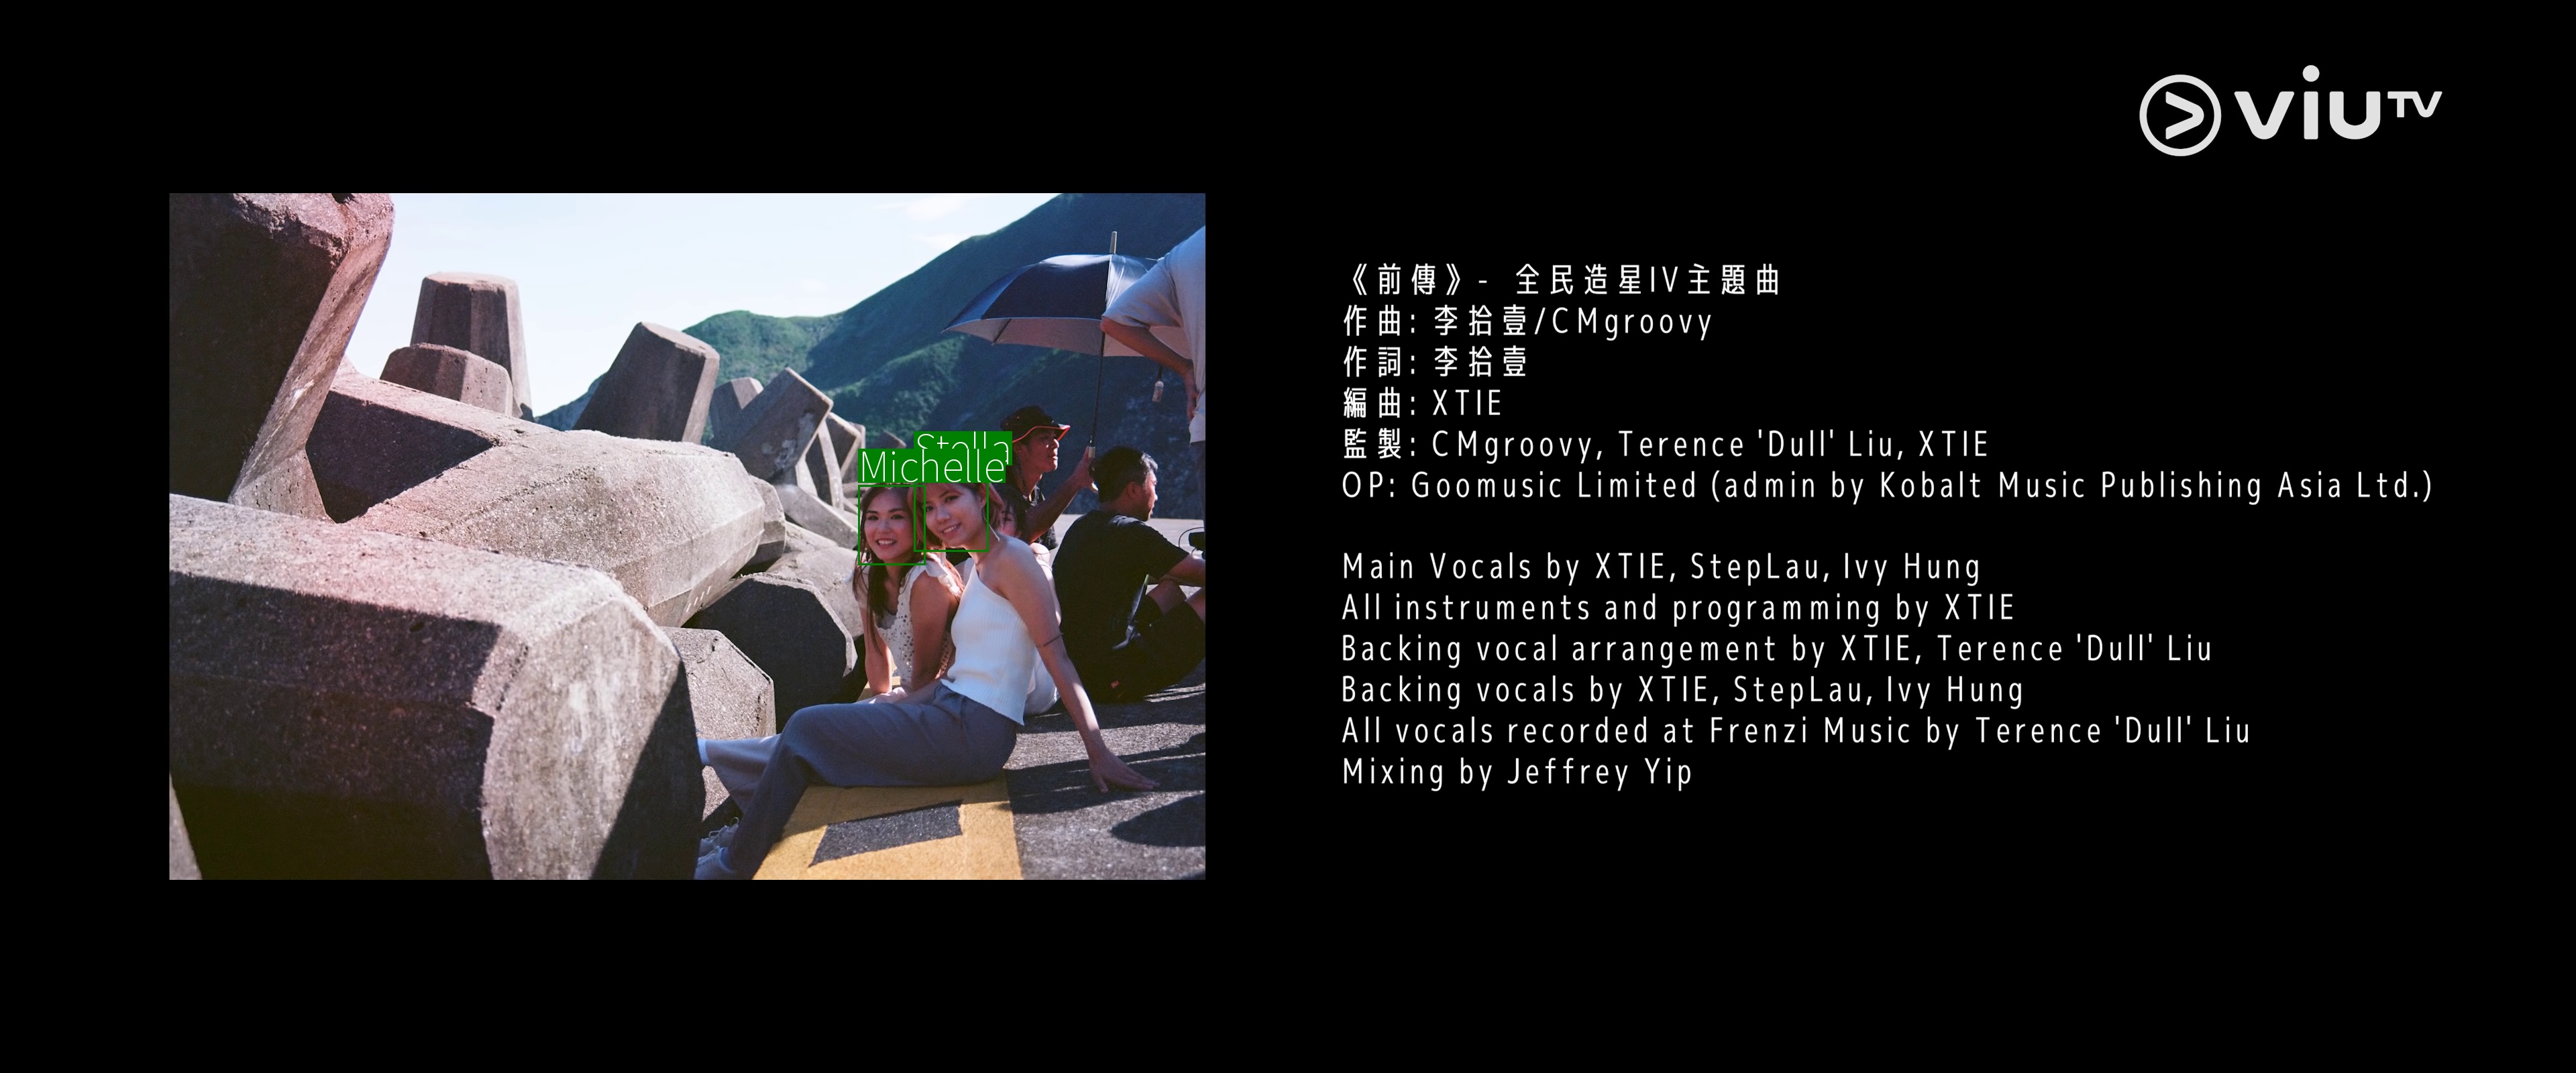 viuTV
Stella
Michelle
《前傳》- 全民造星IV主題曲
作曲: 李拾壹/CMgroovy
作詞: 李拾壹
編曲: XTIE
監製: CMgroovy, Terence 'Dull' Liu, XTIE
OP: Goomusic Limited (admin by Kobalt Music Publishing Asia Ltd.)
Main Vocals by XTIE, StepLau, Ivy Hung
All instruments and programming by XTIE
Backing vocal arrangement by XTIE, Terence 'Dull' Liu
Backing vocals by XTIE, StepLau, Ivy Hung
All vocals recorded at Frenzi Music by Terence 'Dull' Liu
Mixing by Jeffrey Yip